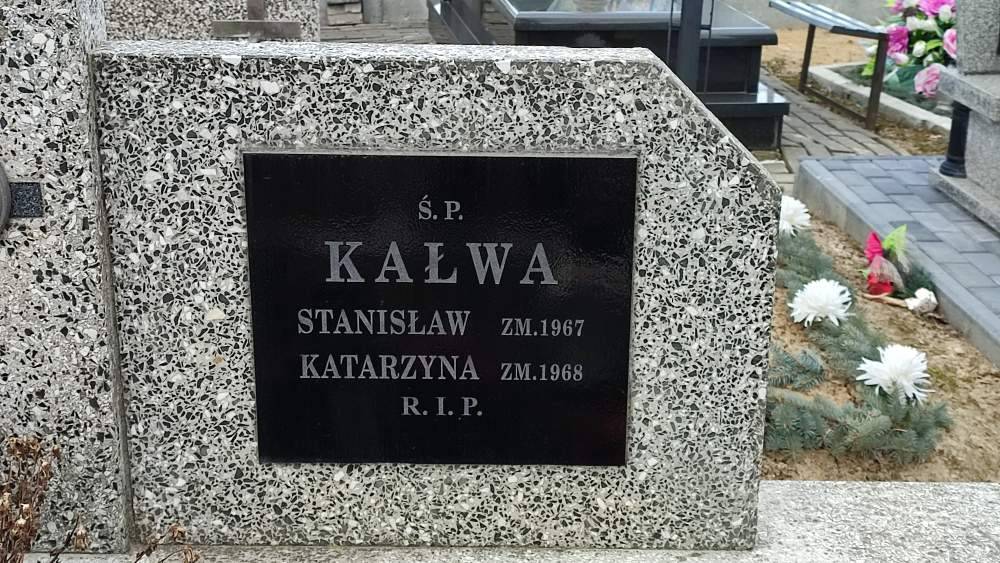 Ś. P.
KAŁWA
STANISŁAW ZM.1967
KATARZYNA ZM.1968
R. I. P.